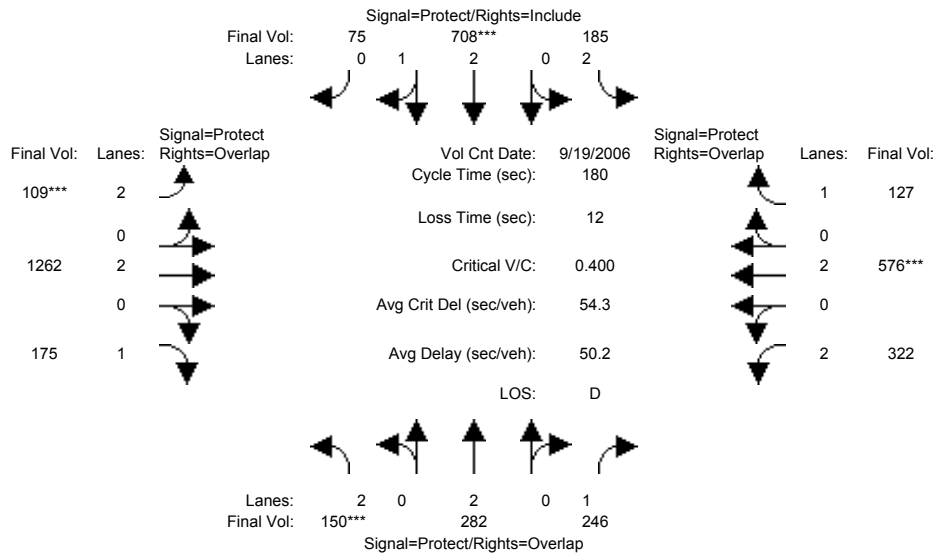 Signal=Protect/Rights=Include
Final Vol: 75 708*** 185
Lanes: 0 1 2 0 2
Signal=Protect
Rights=Overlap
Final Vol: Lanes:
Vol Cnt Date: 9/19/2006
Signal=Protect
Rights=Overlap
Lanes: Final Vol:
Cycle Time (sec): 180
109*** 2
1 127
Loss Time (sec): 12
0
0
1262 2
Critical V/C: 0.400
2 576***
0
Avg Crit Del (sec/veh): 54.3
0
175 1
Avg Delay (sec/veh): 50.2
2 322
LOS: D
Lanes: 2 0 2 0 1
Final Vol: 150*** 282 246
Signal=Protect/Rights=Overlap